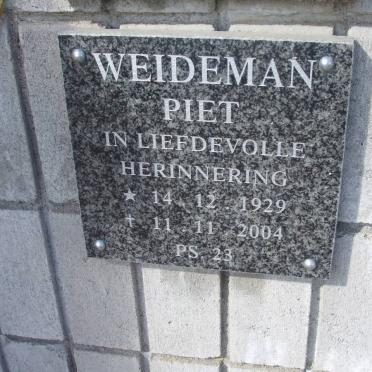 WEIDEMAN
PIET
IN LIEFDEVOLLE
HERINNERING
★ 14.12.1929
† 11.11.2004
PS. 23